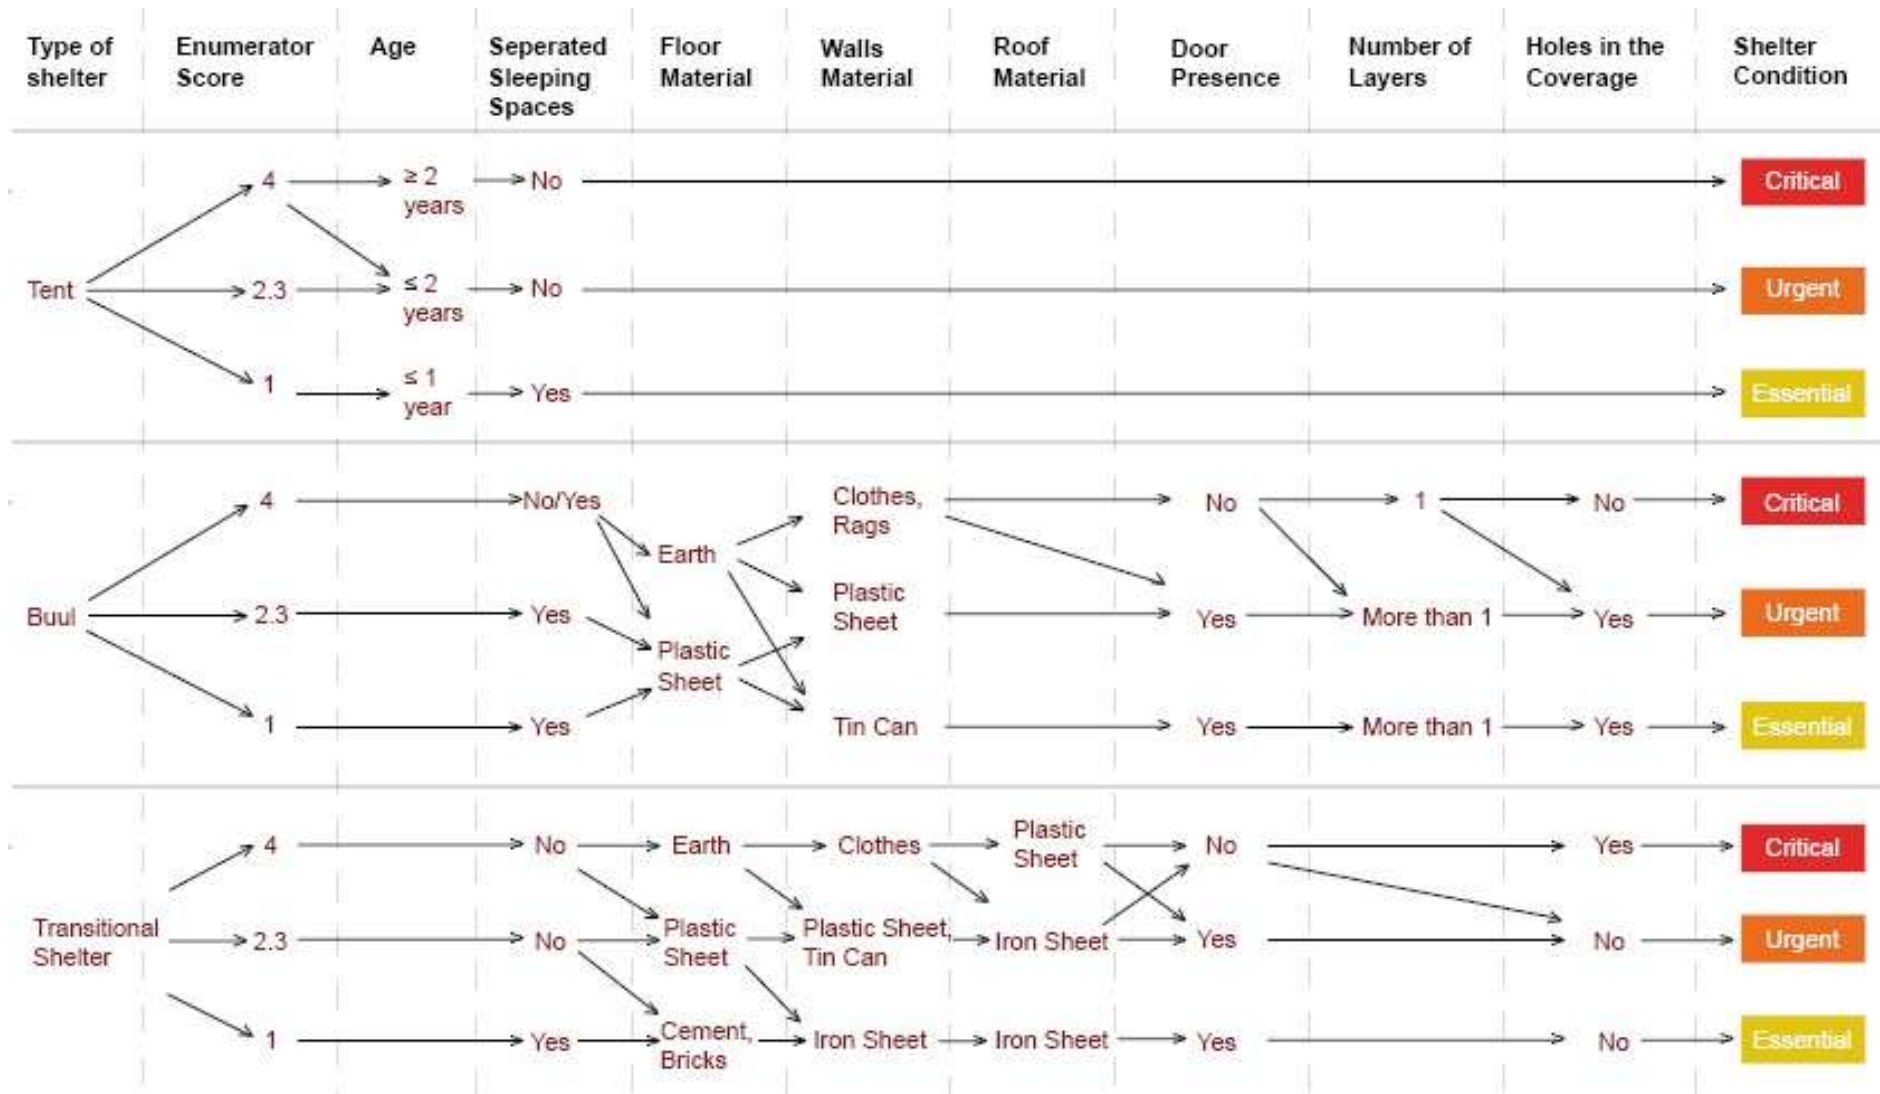 Type of shelter
Enumerator Score
Age
Seperated Sleeping Spaces
Floor Material
Walls Material
Roof Material
Door Presence
Number of Layers
Holes in the Coverage
Shelter Condition
4
≥ 2 years
No
Critical
Tent
2.3
≤ 2 years
No
Urgent
1
≤ 1 year
Yes
Essential
4
No/Yes
Earth
Clothes, Rags
No
1
No
Critical
Buul
2.3
Yes
Plastic Sheet
Plastic Sheet
Yes
More than 1
Yes
Urgent
1
Yes
Tin Can
Yes
More than 1
Yes
Essential
4
No
Earth
Clothes
Plastic Sheet
No
Yes
Critical
Transitional Shelter
2.3
No
Plastic Sheet
Plastic Sheet, Tin Can
Iron Sheet
Yes
No
Urgent
1
Yes
Cement, Bricks
Iron Sheet
Iron Sheet
Yes
No
Essential